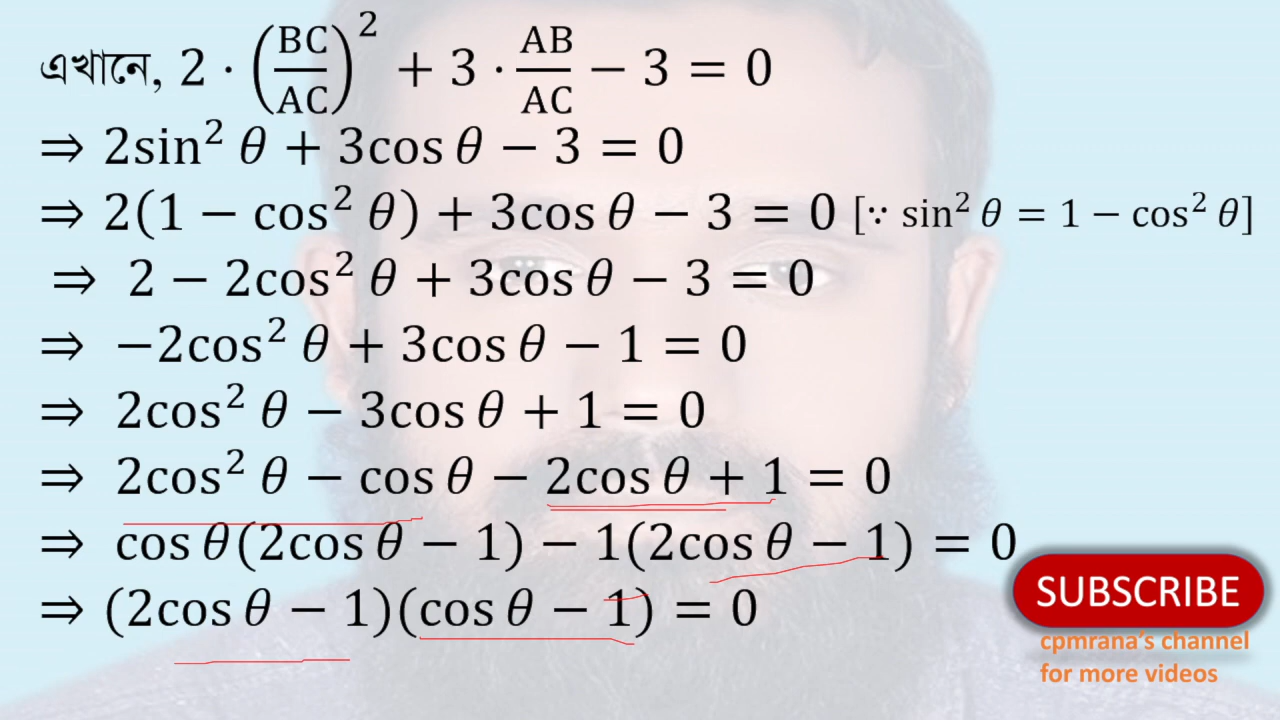 এখানে, 2 · (BC/AC)² + 3 · AB/AC − 3 = 0
⇒ 2sin² θ + 3cos θ − 3 = 0
⇒ 2(1 − cos² θ) + 3cos θ − 3 = 0 [∵ sin² θ = 1 − cos² θ]
⇒ 2 − 2cos² θ + 3cos θ − 3 = 0
⇒ −2cos² θ + 3cos θ − 1 = 0
⇒ 2cos² θ − 3cos θ + 1 = 0
⇒ 2cos² θ − cos θ − 2cos θ + 1 = 0
⇒ cos θ(2cos θ − 1) − 1(2cos θ − 1) = 0
⇒ (2cos θ − 1)(cos θ − 1) = 0
SUBSCRIBE
cpmrana's channel
for more videos